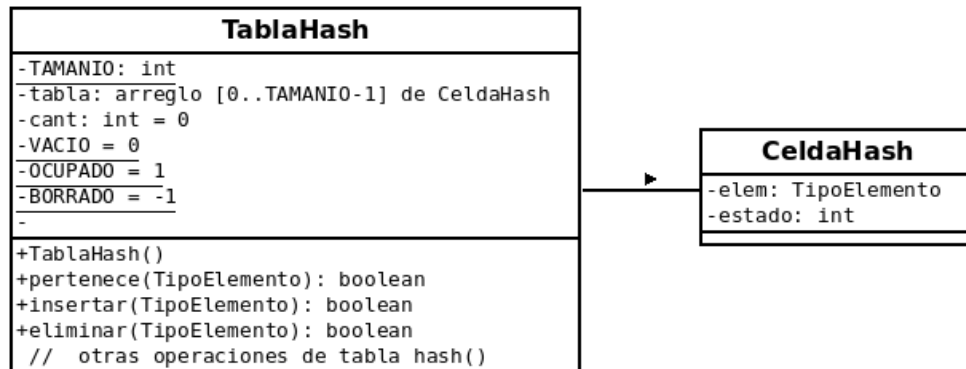 TablaHash
-TAMANIO: int
-tabla: arreglo [0..TAMANIO-1] de CeldaHash
-cant: int = 0
-VACIO = 0
-OCUPADO = 1
-BORRADO = -1
-
+TablaHash()
+pertenece(TipoElemento): boolean
+insertar(TipoElemento): boolean
+eliminar(TipoElemento): boolean
// otras operaciones de tabla hash()
CeldaHash
-elem: TipoElemento
-estado: int